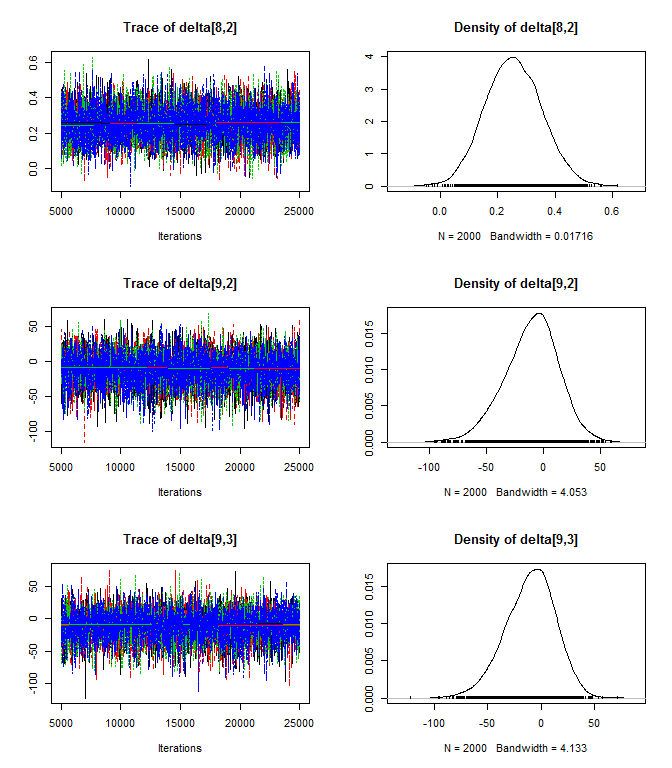 Trace of delta[8,2]
0.0 0.2 0.4 0.6
5000 10000 15000 20000 25000
Iterations
Density of delta[8,2]
0 1 2 3 4
0.0 0.2 0.4 0.6
N = 2000 Bandwidth = 0.01716
Trace of delta[9,2]
-100 -50 0 50
5000 10000 15000 20000 25000
Iterations
Density of delta[9,2]
0.000 0.005 0.010 0.015
-100 -50 0 50
N = 2000 Bandwidth = 4.053
Trace of delta[9,3]
-100 -50 0 50
5000 10000 15000 20000 25000
Iterations
Density of delta[9,3]
0.000 0.005 0.010 0.015
-100 -50 0 50
N = 2000 Bandwidth = 4.133